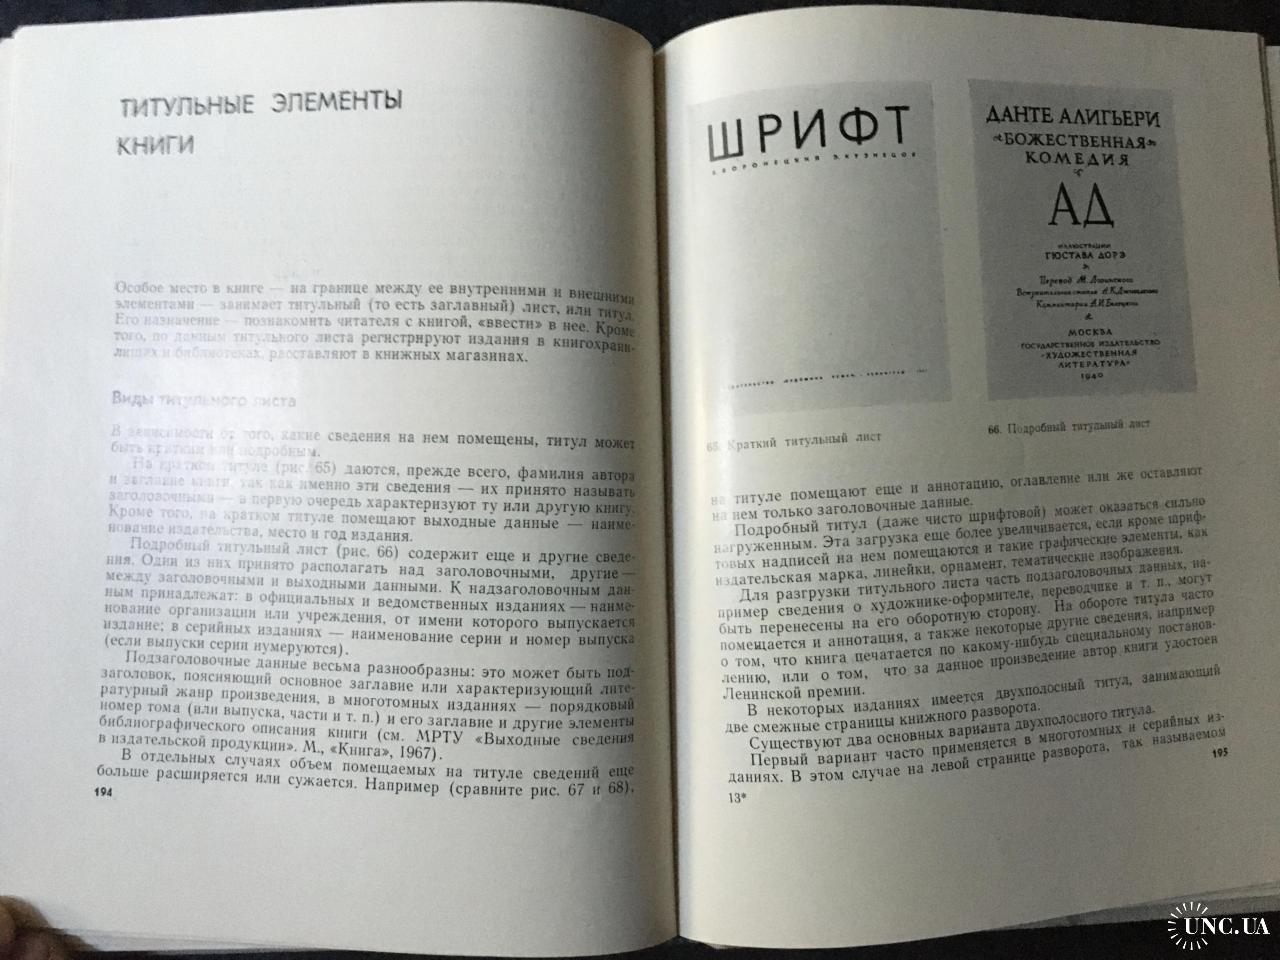 ТИТУЛЬНЫЕ ЭЛЕМЕНТЫ
КНИГИ
Особое место в книге — на границе между ее внутренними и внешними
элементами — занимает титульный (то есть заглавный) лист, или титул.
Его назначение — познакомить читателя с книгой, «ввести» в нее. Кроме
того, по данным титульного листа регистрируют издания в книгохрани-
лищах и библиотеках, расставляют в книжных магазинах.
Виды титульного листа
В зависимости от того, какие сведения на нем помещены, титул может
быть кратким или подробным.
На кратком титуле (рис. 65) даются, прежде всего, фамилия автора
и заглавие книги, так как именно эти сведения — их принято называть
заголовочными — в первую очередь характеризуют ту или другую книгу.
Кроме того, на кратком титуле помещают выходные данные — наиме-
нование издательства, место и год издания.
Подробный титульный лист (рис. 66) содержит еще и другие сведе-
ния. Одни из них принято располагать над заголовочными, другие —
между заголовочными и выходными данными. К надзаголовочным дан-
ным принадлежат: в официальных и ведомственных изданиях — наиме-
нование организации или учреждения, от имени которого выпускается
издание; в серийных изданиях — наименование серии и номер выпуска
(если выпуски серии нумеруются).
Подзаголовочные данные весьма разнообразны: это может быть под-
заголовок, поясняющий основное заглавие или характеризующий лите-
ратурный жанр произведения, в многотомных изданиях — порядковый
номер тома (или выпуска, части и т. п.) и его заглавие и другие элементы
библиографического описания книги (см. МРТУ «Выходные сведения
в издательской продукции». М., «Книга», 1967).
В отдельных случаях объем помещаемых на титуле сведений еще
больше расширяется или сужается. Например (сравните рис. 67 и 68),
194
ШРИФТ
В.ВОРОНЕЦКИЙ Э.КУЗНЕЦОВ
ДАНТЕ АЛИГЬЕРИ
«БОЖЕСТВЕННАЯ
КОМЕДИЯ
АД
ИЛЛЮСТРАЦИИ
ГЮСТАВА ДОРЭ
Перевод М. Лозинского
Вступительная статья А.К.Дживелегова
Комментарии А.И.Белецкого
МОСКВА
ГОСУДАРСТВЕННОЕ ИЗДАТЕЛЬСТВО
«ХУДОЖЕСТВЕННАЯ
ЛИТЕРАТУРА»
1940
65. Краткий титульный лист
66. Подробный титульный лист
на титуле помещают еще и аннотацию, оглавление или же оставляют
на нем только заголовочные данные.
Подробный титул (даже чисто шрифтовой) может оказаться сильно
нагруженным. Эта загрузка еще более увеличивается, если кроме шриф-
товых надписей на нем помещаются и такие графические элементы, как
издательская марка, линейки, орнамент, тематические изображения.
Для разгрузки титульного листа часть подзаголовочных данных, на-
пример сведения о художнике-оформителе, переводчике и т. п., могут
быть перенесены на его оборотную сторону. На обороте титула часто
помещается и аннотация, а также некоторые другие сведения, например
о том, что книга печатается по какому-нибудь специальному постанов-
лению, или о том, что за данное произведение автор книги удостоен
Ленинской премии.
В некоторых изданиях имеется двухполосный титул, занимающий
две смежные страницы книжного разворота.
Существуют два основных варианта двухполосного титула.
Первый вариант часто применяется в многотомных и серийных из-
даниях. В этом случае на левой странице разворота, так называемом
13*
195
UNC.UA